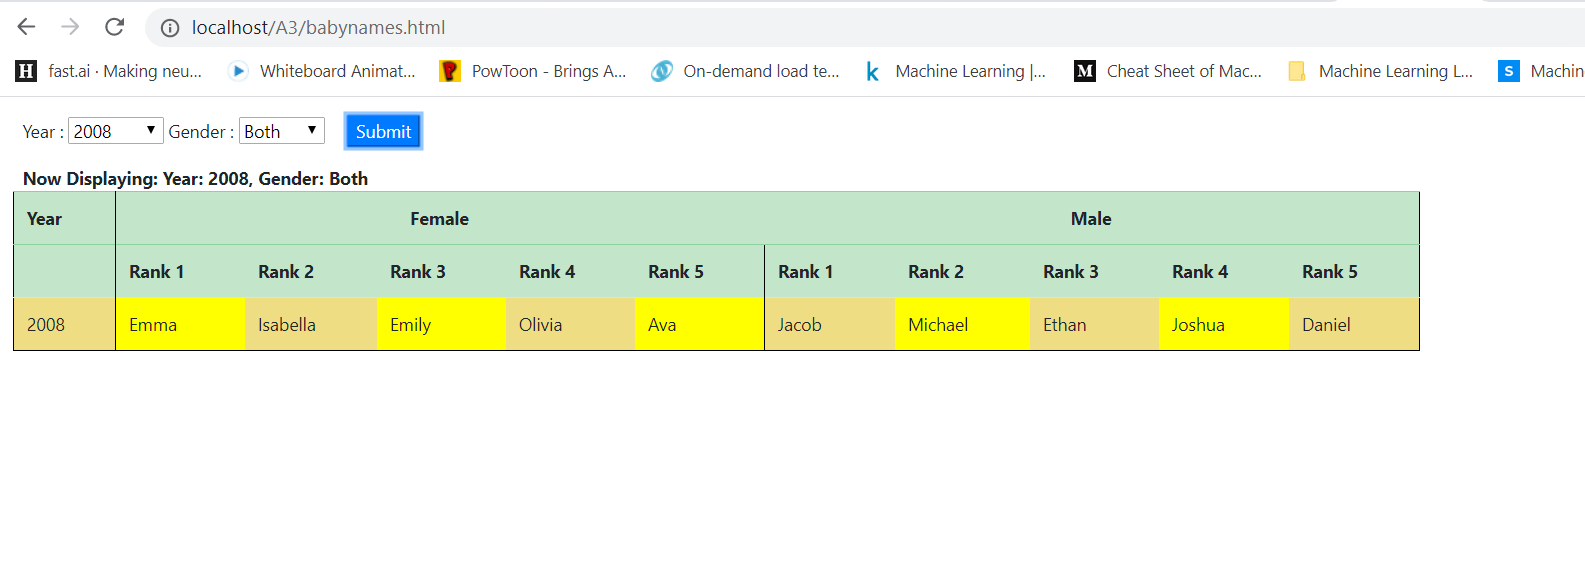 localhost/A3/babynames.html
H fast.ai · Making neu... Whiteboard Animat... P PowToon - Brings A... On-demand load te... k Machine Learning |... M Cheat Sheet of Mac... Machine Learning L... S Machin
Year : 2008 Gender : Both Submit
Now Displaying: Year: 2008, Gender: Both
Year Female Male
Rank 1 Rank 2 Rank 3 Rank 4 Rank 5 Rank 1 Rank 2 Rank 3 Rank 4 Rank 5
2008 Emma Isabella Emily Olivia Ava Jacob Michael Ethan Joshua Daniel